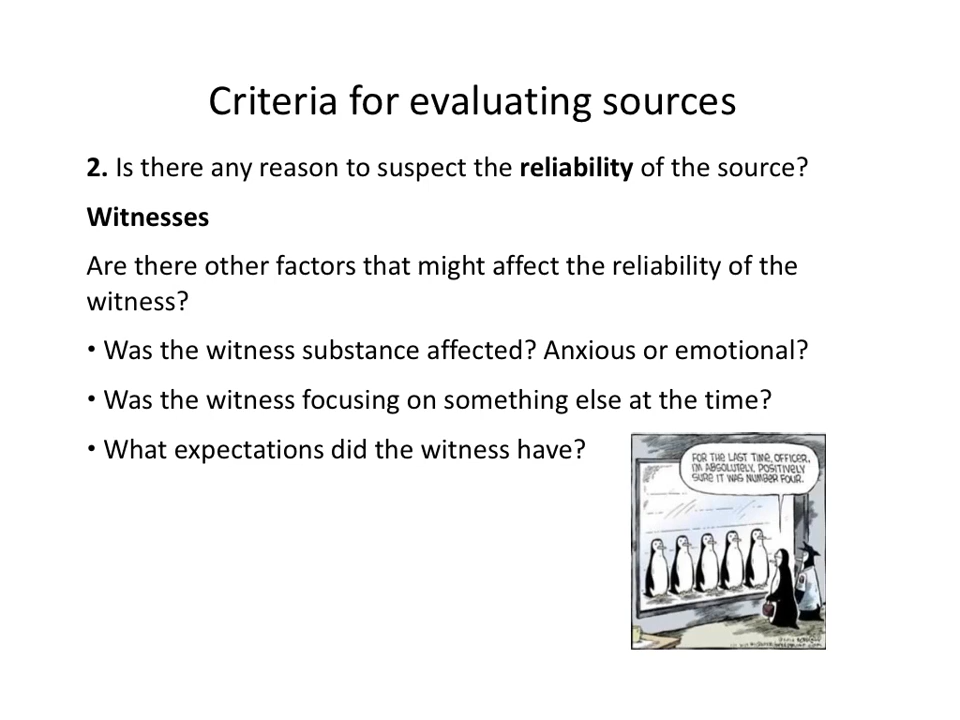 Criteria for evaluating sources
2. Is there any reason to suspect the reliability of the source?
Witnesses
Are there other factors that might affect the reliability of the
witness?
• Was the witness substance affected? Anxious or emotional?
• Was the witness focusing on something else at the time?
• What expectations did the witness have?
FOR THE LAST TIME, OFFICER,
I'M ABSOLUTELY, POSITIVELY
SURE IT WAS NUMBER FOUR.